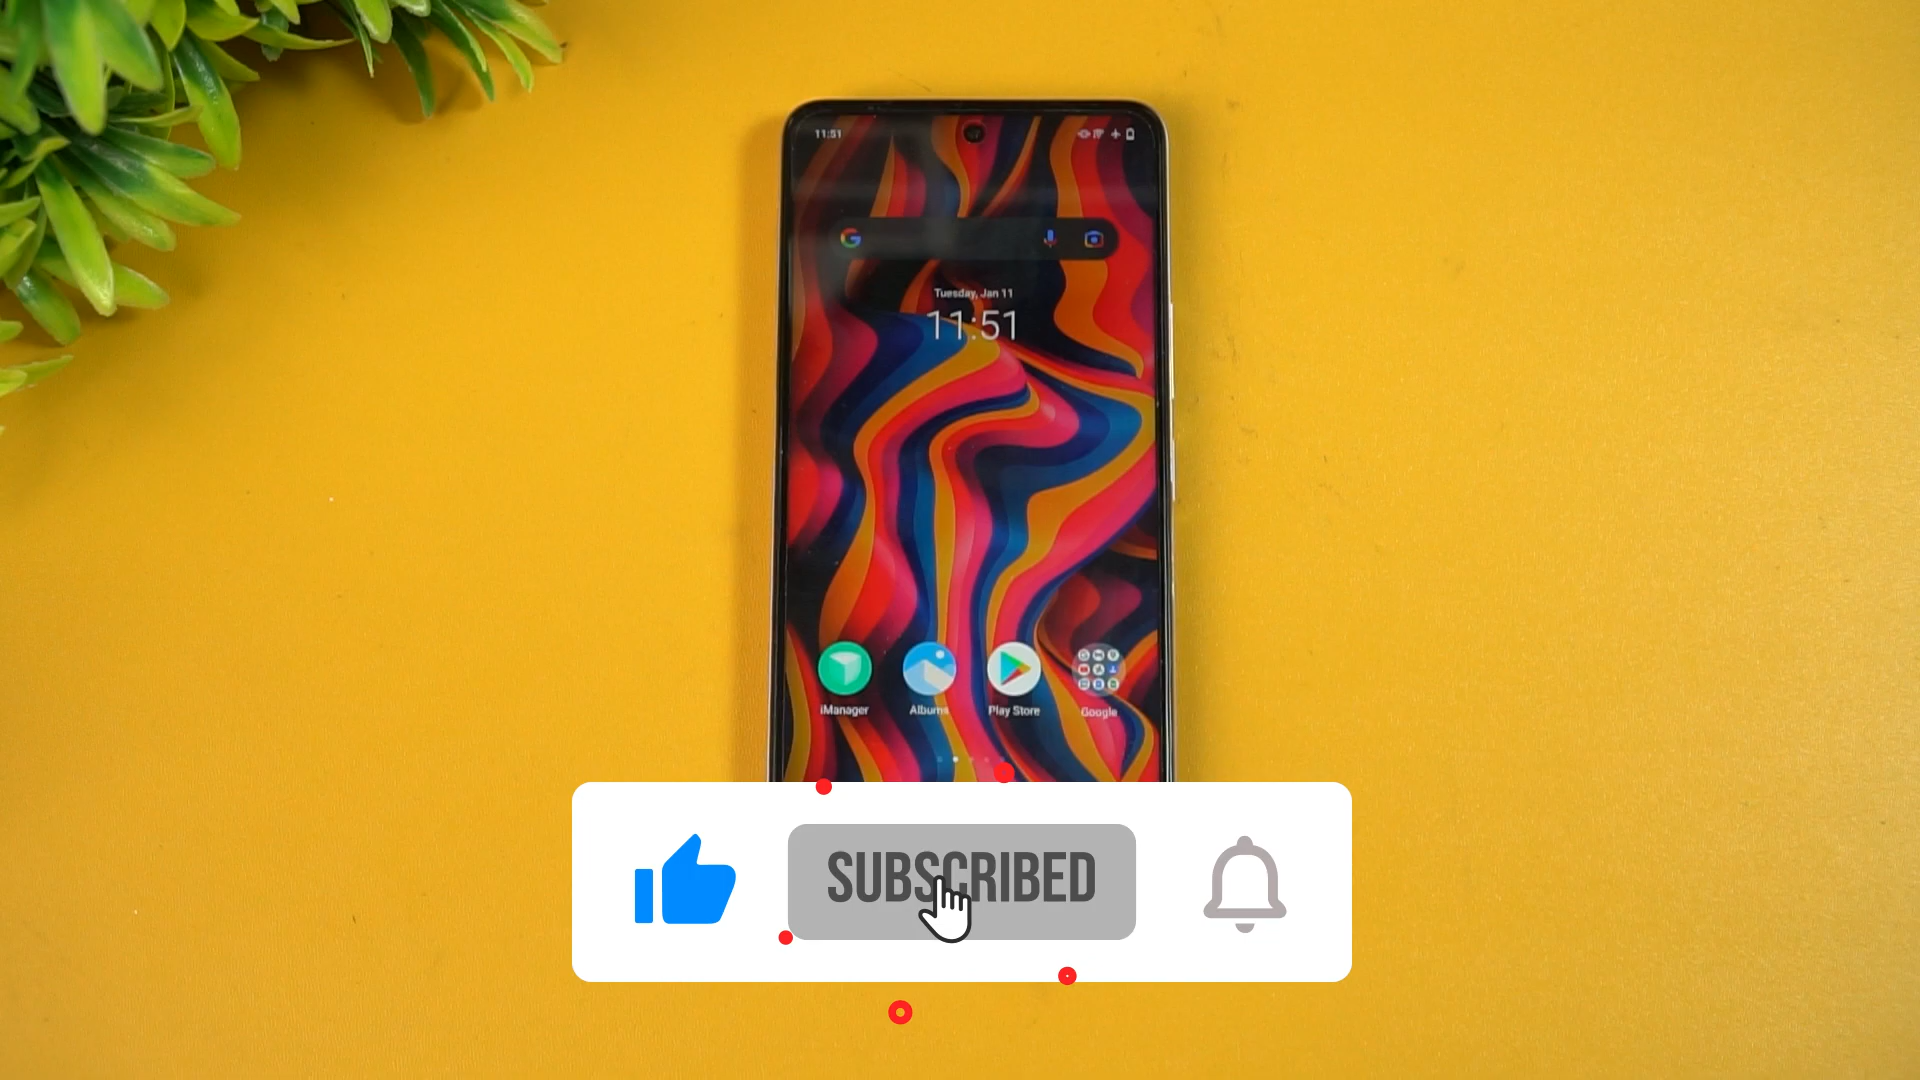 11:51
Tuesday, Jan 11
11:51
iManager
Albums
Play Store
Google
SUBSCRIBED